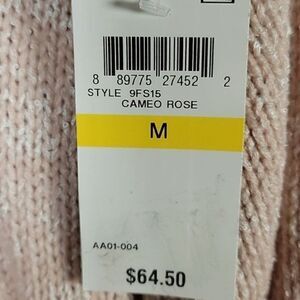 8 89775 27452 2
STYLE 9FS15
CAMEO ROSE
M
AA01-004
$64.50